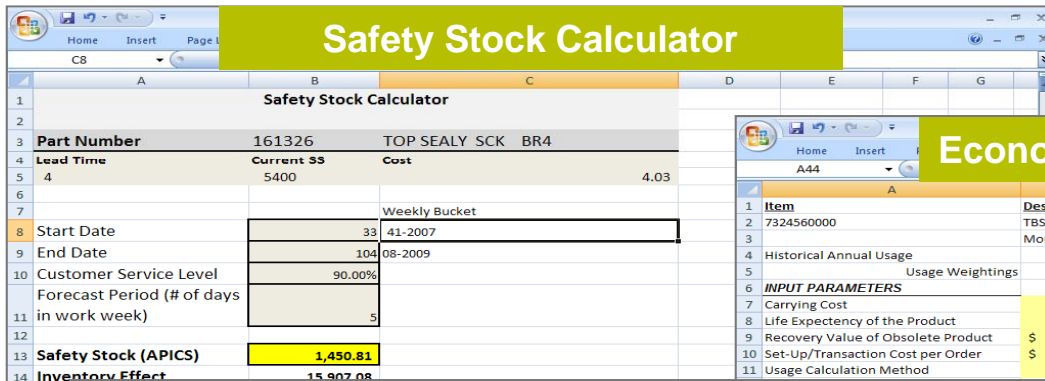 Safety Stock Calculator
Home Insert Page L
C8
A B C D E F G
1 Safety Stock Calculator
2
3 Part Number 161326 TOP SEALY SCK BR4
4 Lead Time Current SS Cost
5 4 5400 4.03
6
7 Weekly Bucket
8 Start Date 33 41-2007
9 End Date 104 08-2009
10 Customer Service Level 90.00%
Forecast Period (# of days
11 in work week) 5
12
13 Safety Stock (APICS) 1,450.81
14 Inventory Effect 15,907.08
Econo
Home Insert
A44
A
1 Item Des
2 7324560000 TBS
3 Mo
4 Historical Annual Usage
5 Usage Weightings
6 INPUT PARAMETERS
7 Carrying Cost
8 Life Expectency of the Product
9 Recovery Value of Obsolete Product $
10 Set-Up/Transaction Cost per Order $
11 Usage Calculation Method